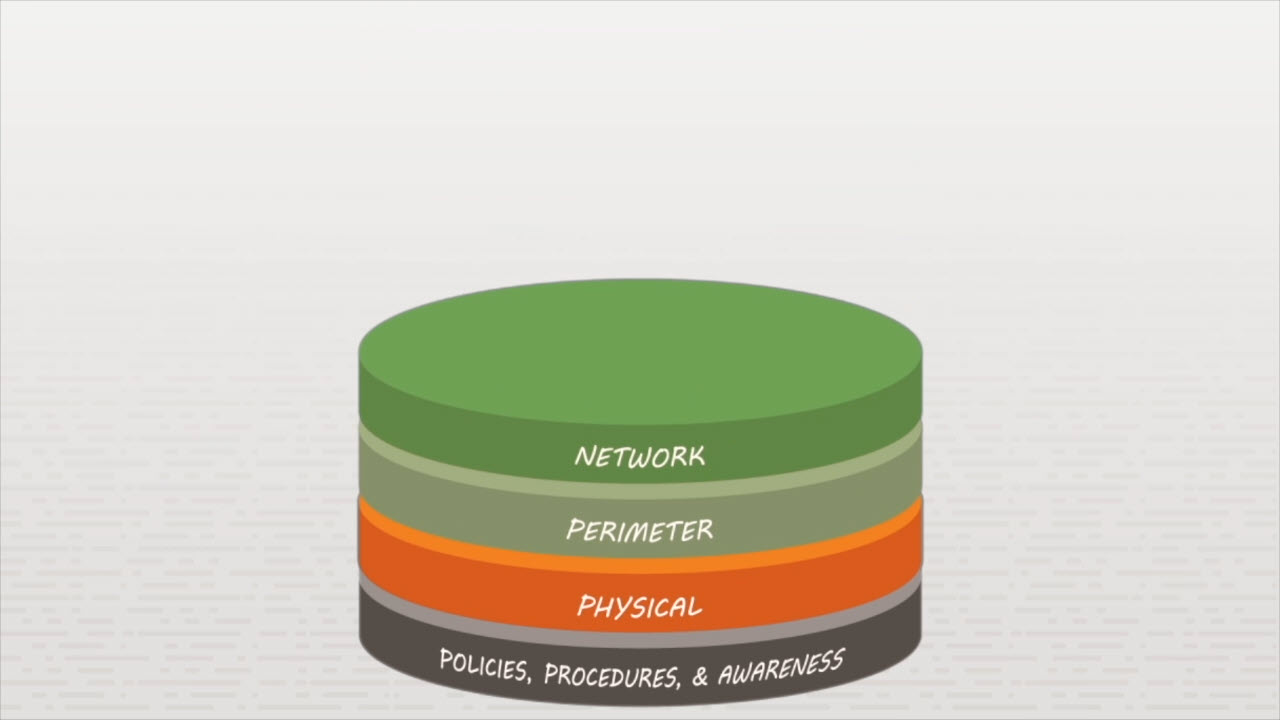 NETWORK
PERIMETER
PHYSICAL
POLICIES, PROCEDURES, & AWARENESS